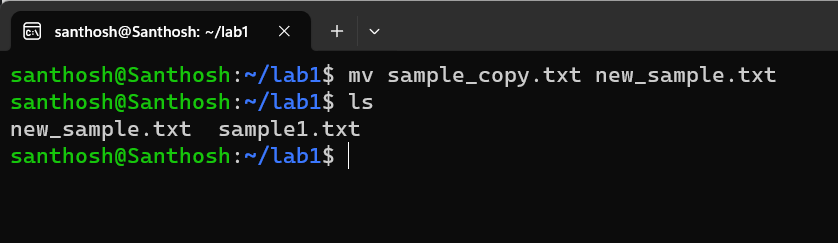 santhosh@Santhosh: ~/lab1
santhosh@Santhosh:~/lab1$ mv sample_copy.txt new_sample.txt
santhosh@Santhosh:~/lab1$ ls
new_sample.txt  sample1.txt
santhosh@Santhosh:~/lab1$